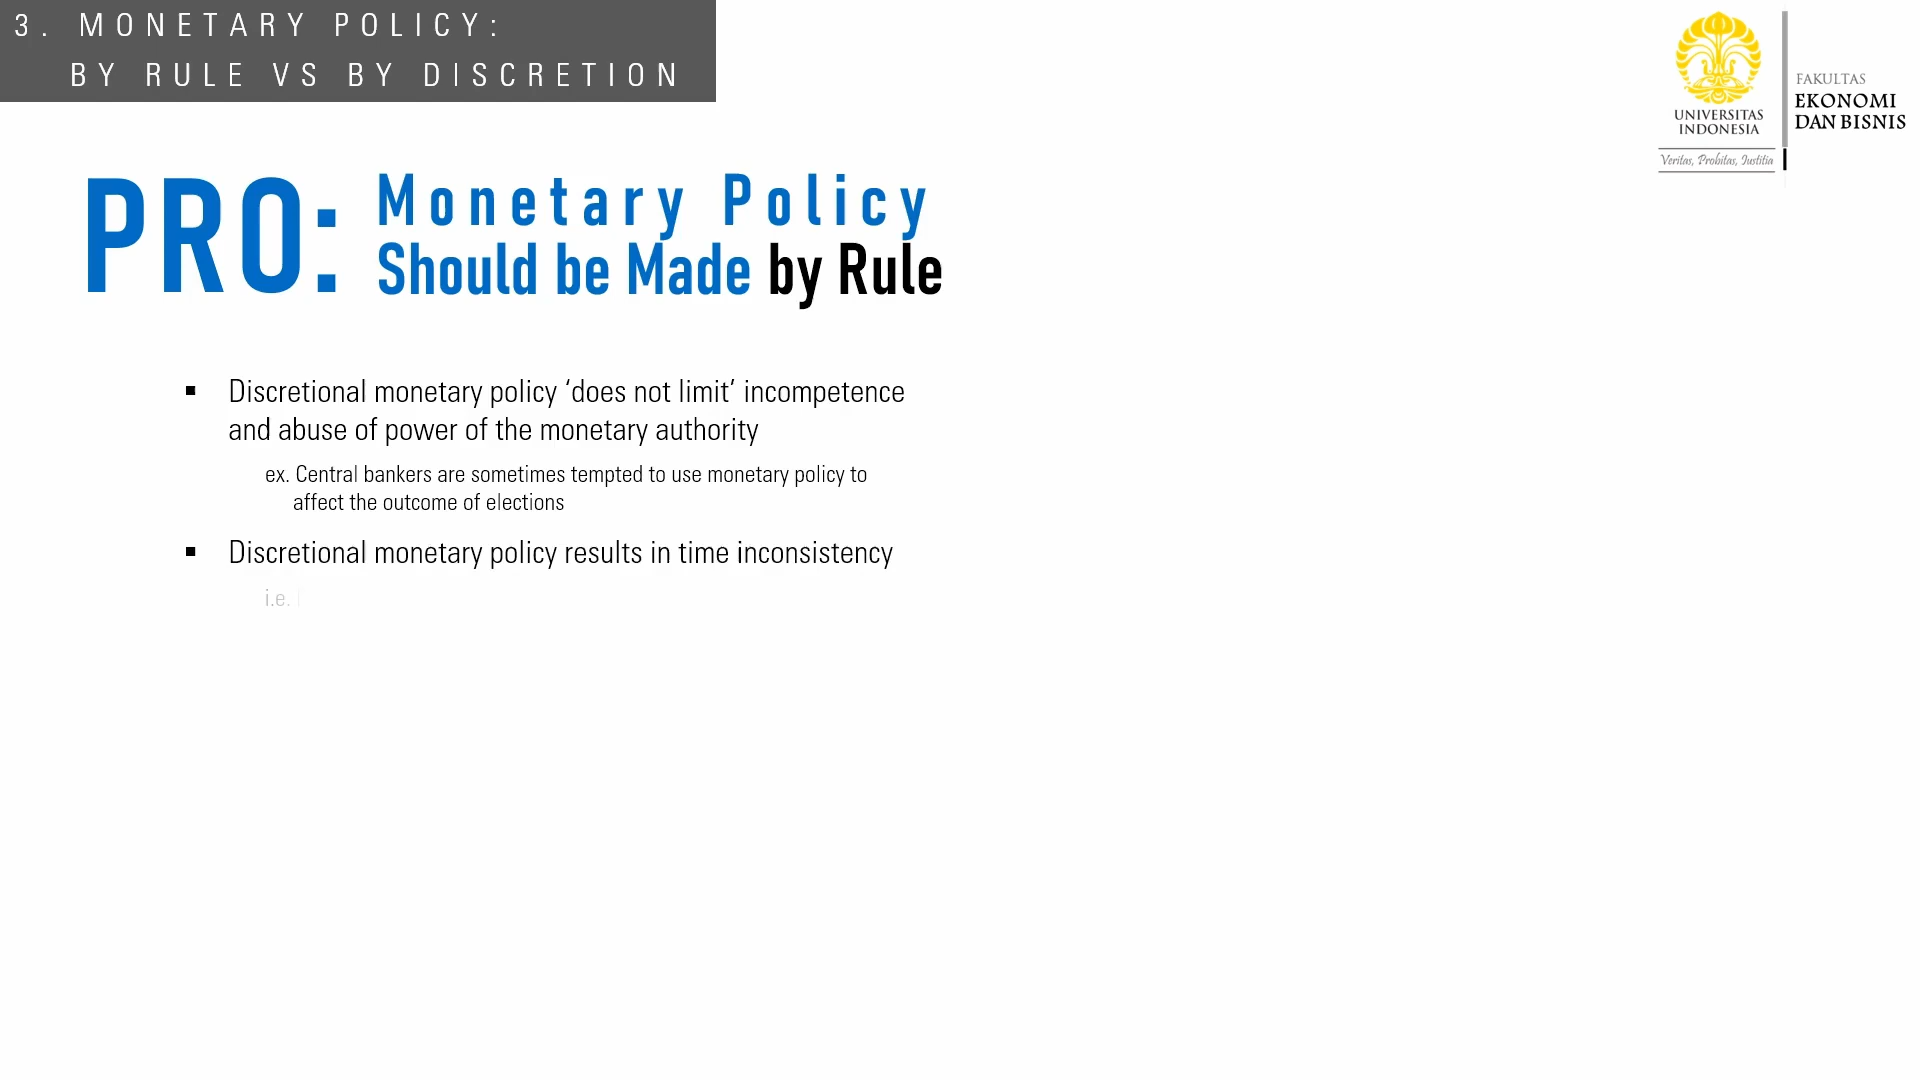 3. MONETARY POLICY:
BY RULE VS BY DISCRETION
UNIVERSITAS
INDONESIA
Veritas, Probitas, Justitia
FAKULTAS
EKONOMI
DAN BISNIS
PRO:
Monetary Policy
Should be Made by Rule
▪ Discretional monetary policy ‘does not limit’ incompetence
and abuse of power of the monetary authority
ex. Central bankers are sometimes tempted to use monetary policy to
affect the outcome of elections
▪ Discretional monetary policy results in time inconsistency
i.e.